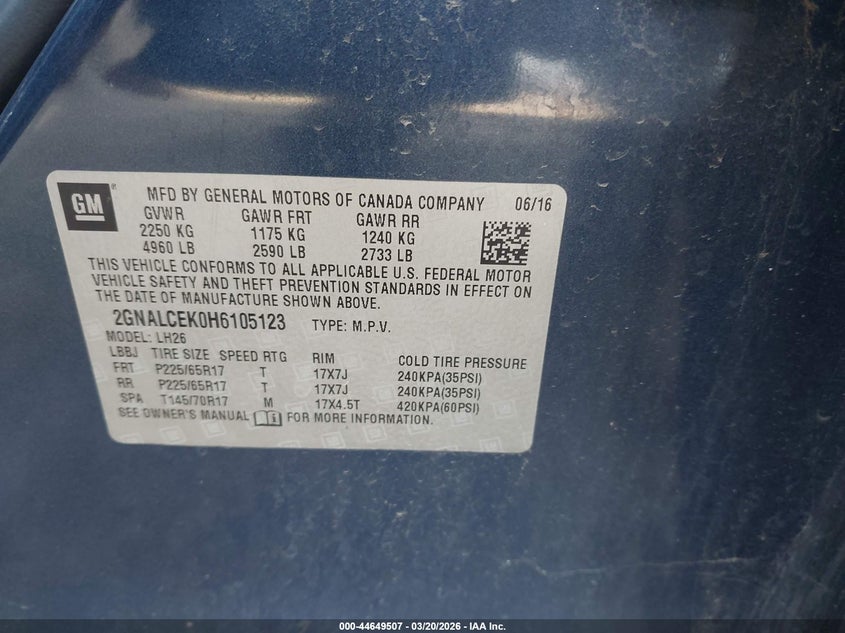 GM ® MFD BY GENERAL MOTORS OF CANADA COMPANY 06/16
GVWR GAWR FRT GAWR RR
2250 KG 1175 KG 1240 KG
4960 LB 2590 LB 2733 LB
THIS VEHICLE CONFORMS TO ALL APPLICABLE U.S. FEDERAL MOTOR
VEHICLE SAFETY AND THEFT PREVENTION STANDARDS IN EFFECT ON
THE DATE OF MANUFACTURE SHOWN ABOVE.
2GNALCEK0H6105123 TYPE: M.P.V.
MODEL: LH26
LBBJ TIRE SIZE SPEED RTG RIM COLD TIRE PRESSURE
FRT P225/65R17 T 17X7J 240KPA(35PSI)
RR P225/65R17 T 17X7J 240KPA(35PSI)
SPA T145/70R17 M 17X4.5T 420KPA(60PSI)
SEE OWNER'S MANUAL FOR MORE INFORMATION.
000-44649507 — 03/20/2026 - IAA Inc.